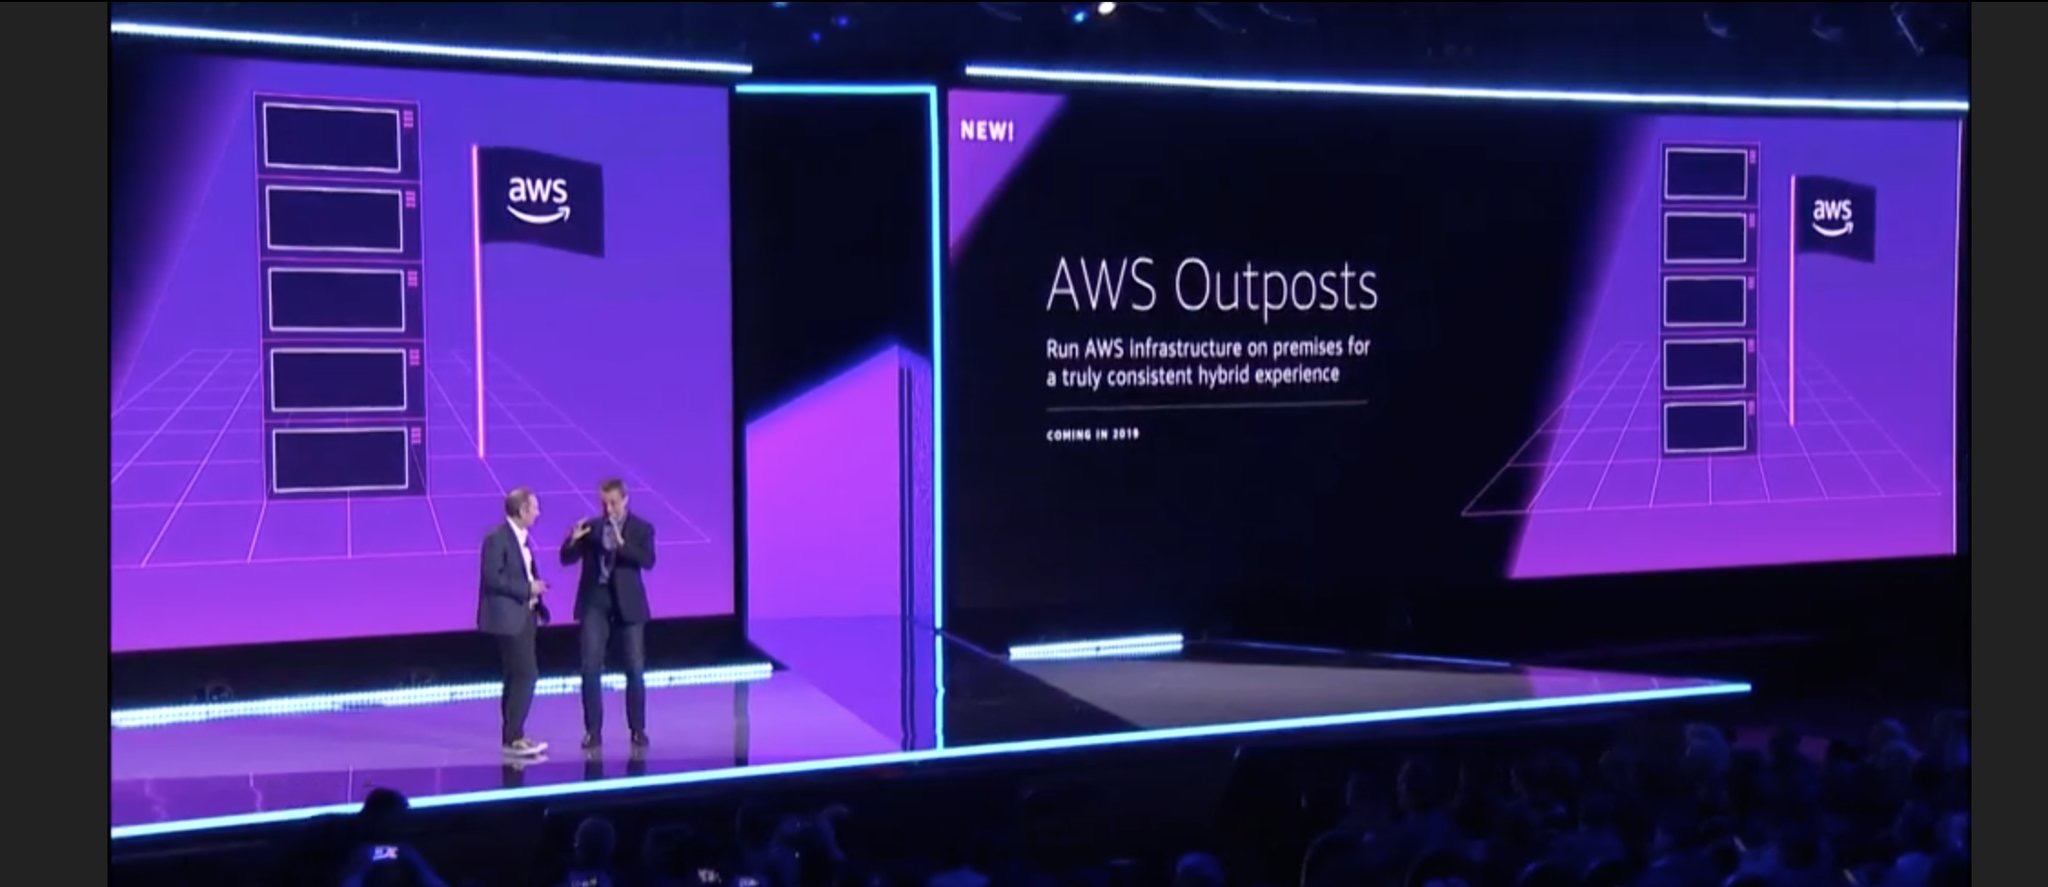 aws
NEW!
AWS Outposts
Run AWS infrastructure on premises for
a truly consistent hybrid experience
COMING IN 2019
aws